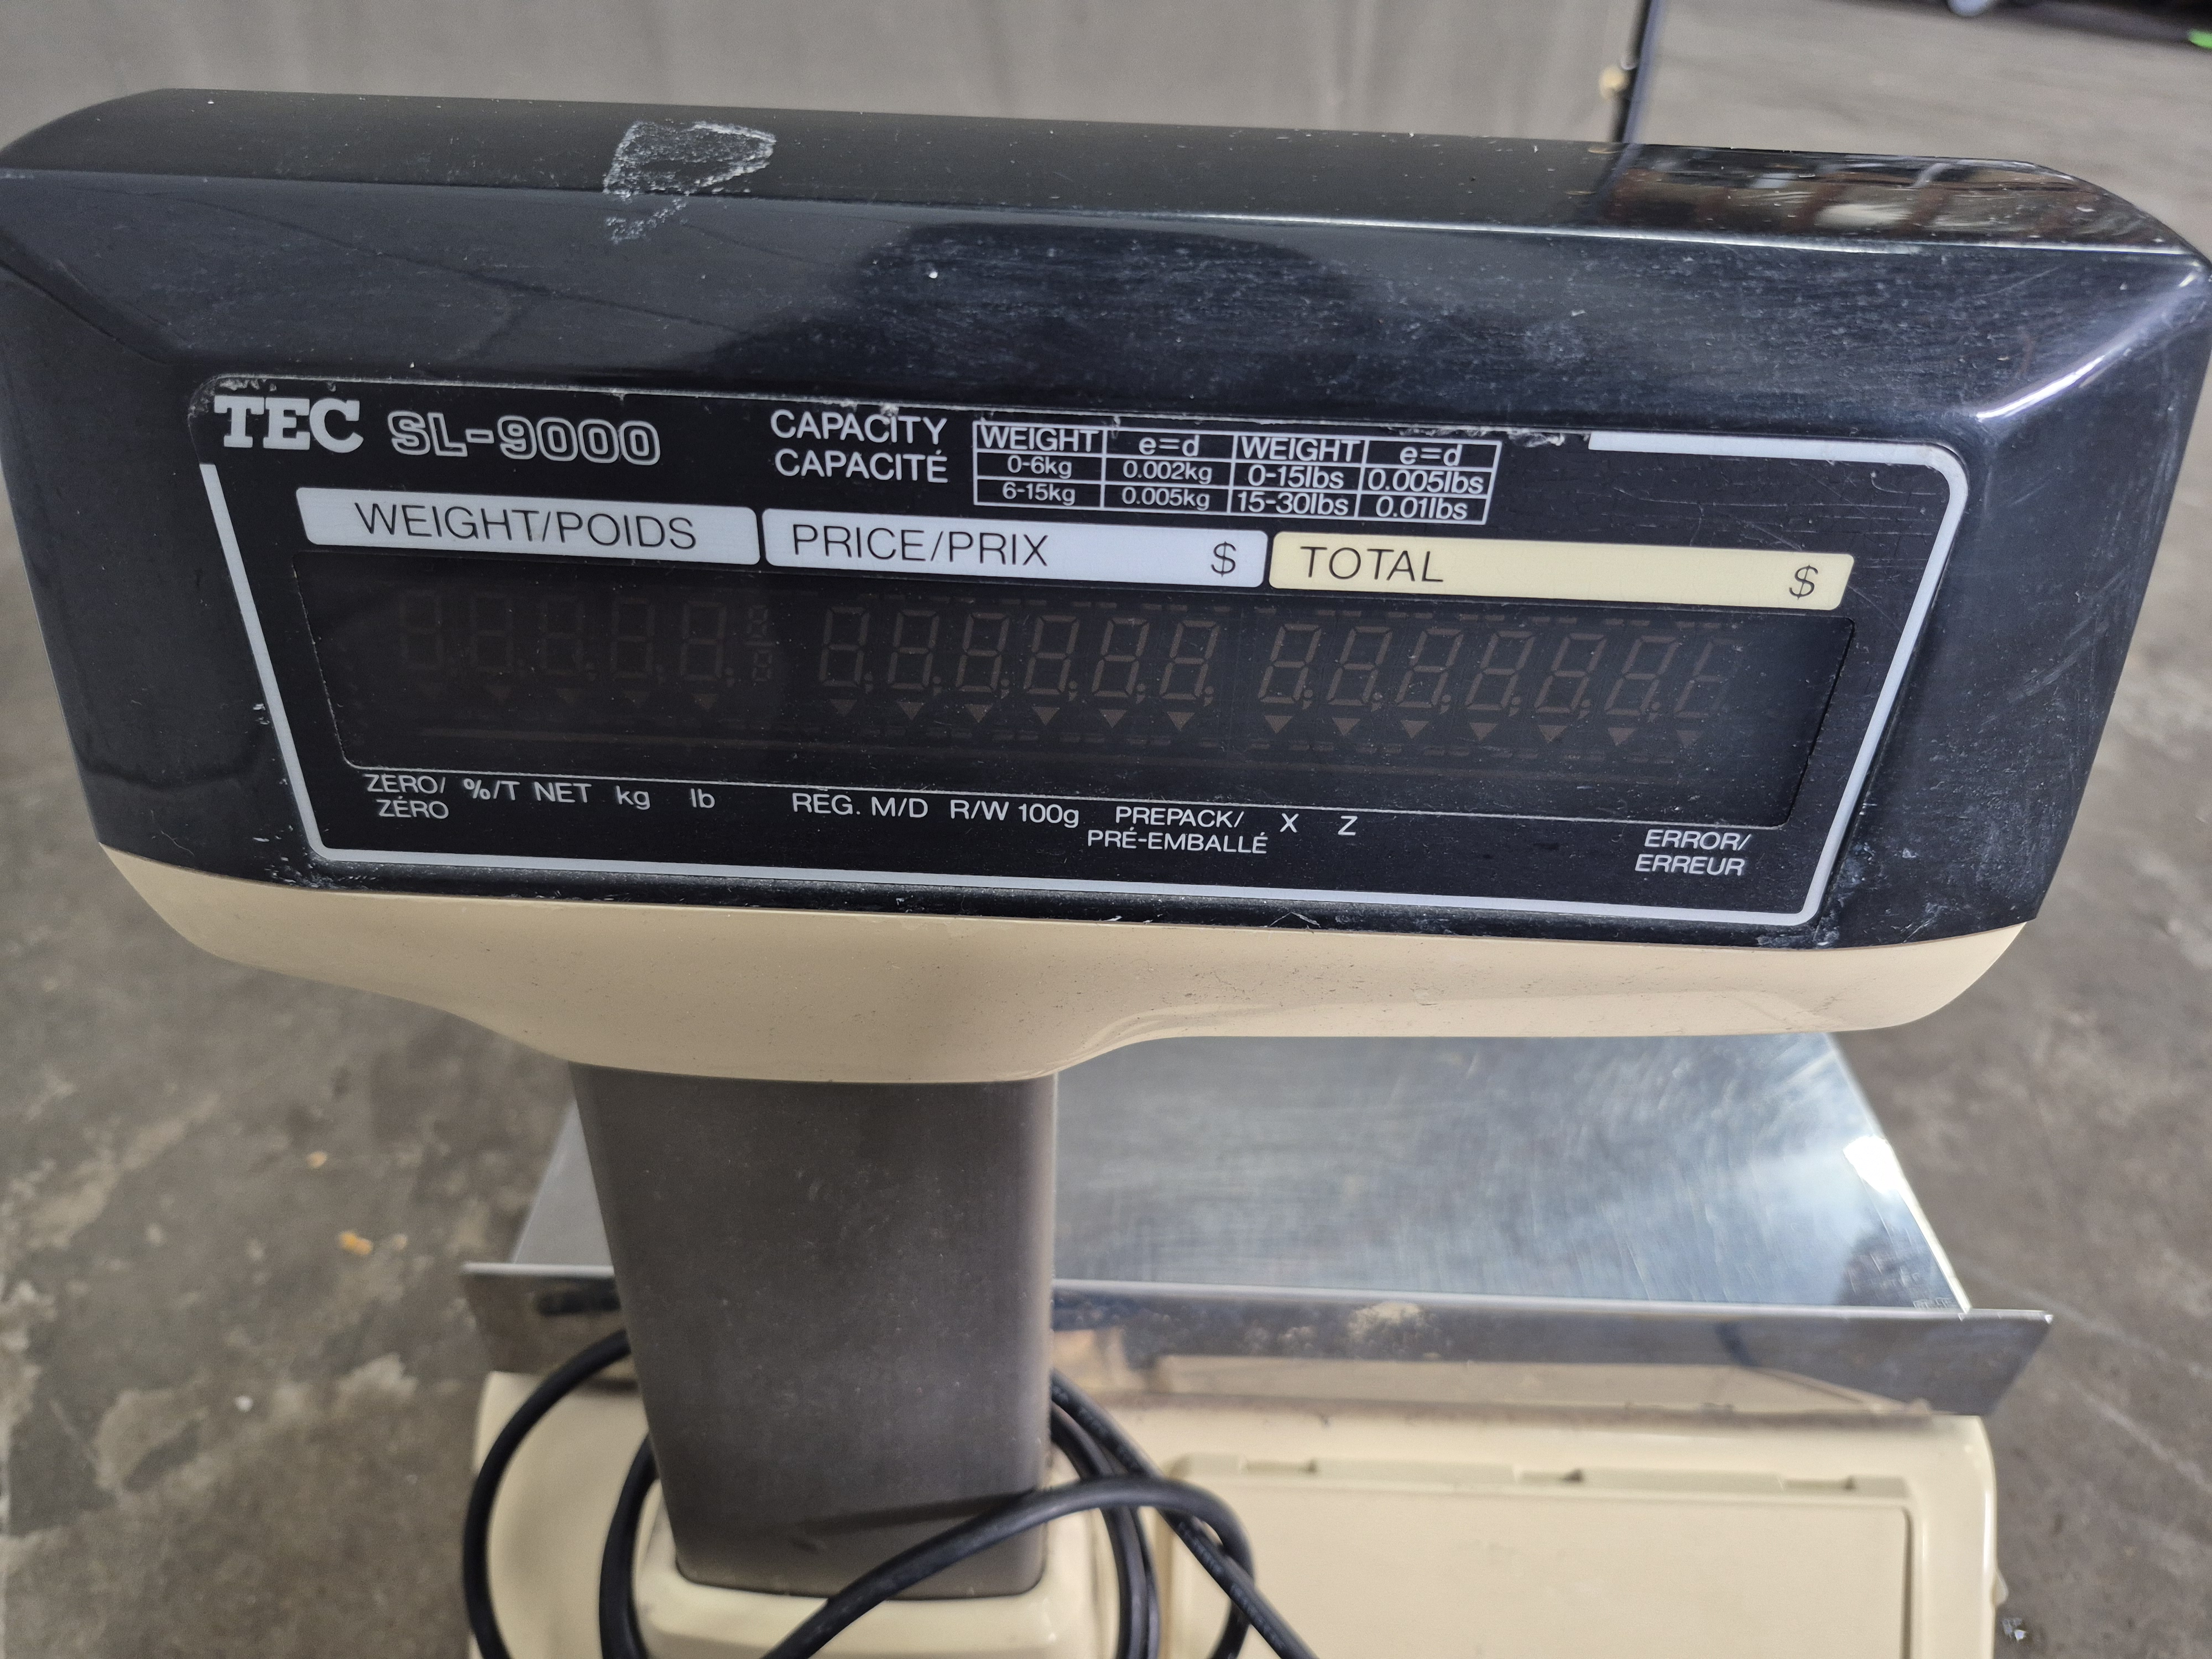 TEC SL-9000
CAPACITY
CAPACITÉ
WEIGHT e=d WEIGHT e=d
0-6kg 0.002kg 0-15lbs 0.005lbs
6-15kg 0.005kg 15-30lbs 0.01lbs
WEIGHT/POIDS PRICE/PRIX $ TOTAL $
ZERO/ %/T NET kg lb REG. M/D R/W 100g PREPACK/ X Z ERROR/
ZÉRO PRÉ-EMBALLÉ ERREUR